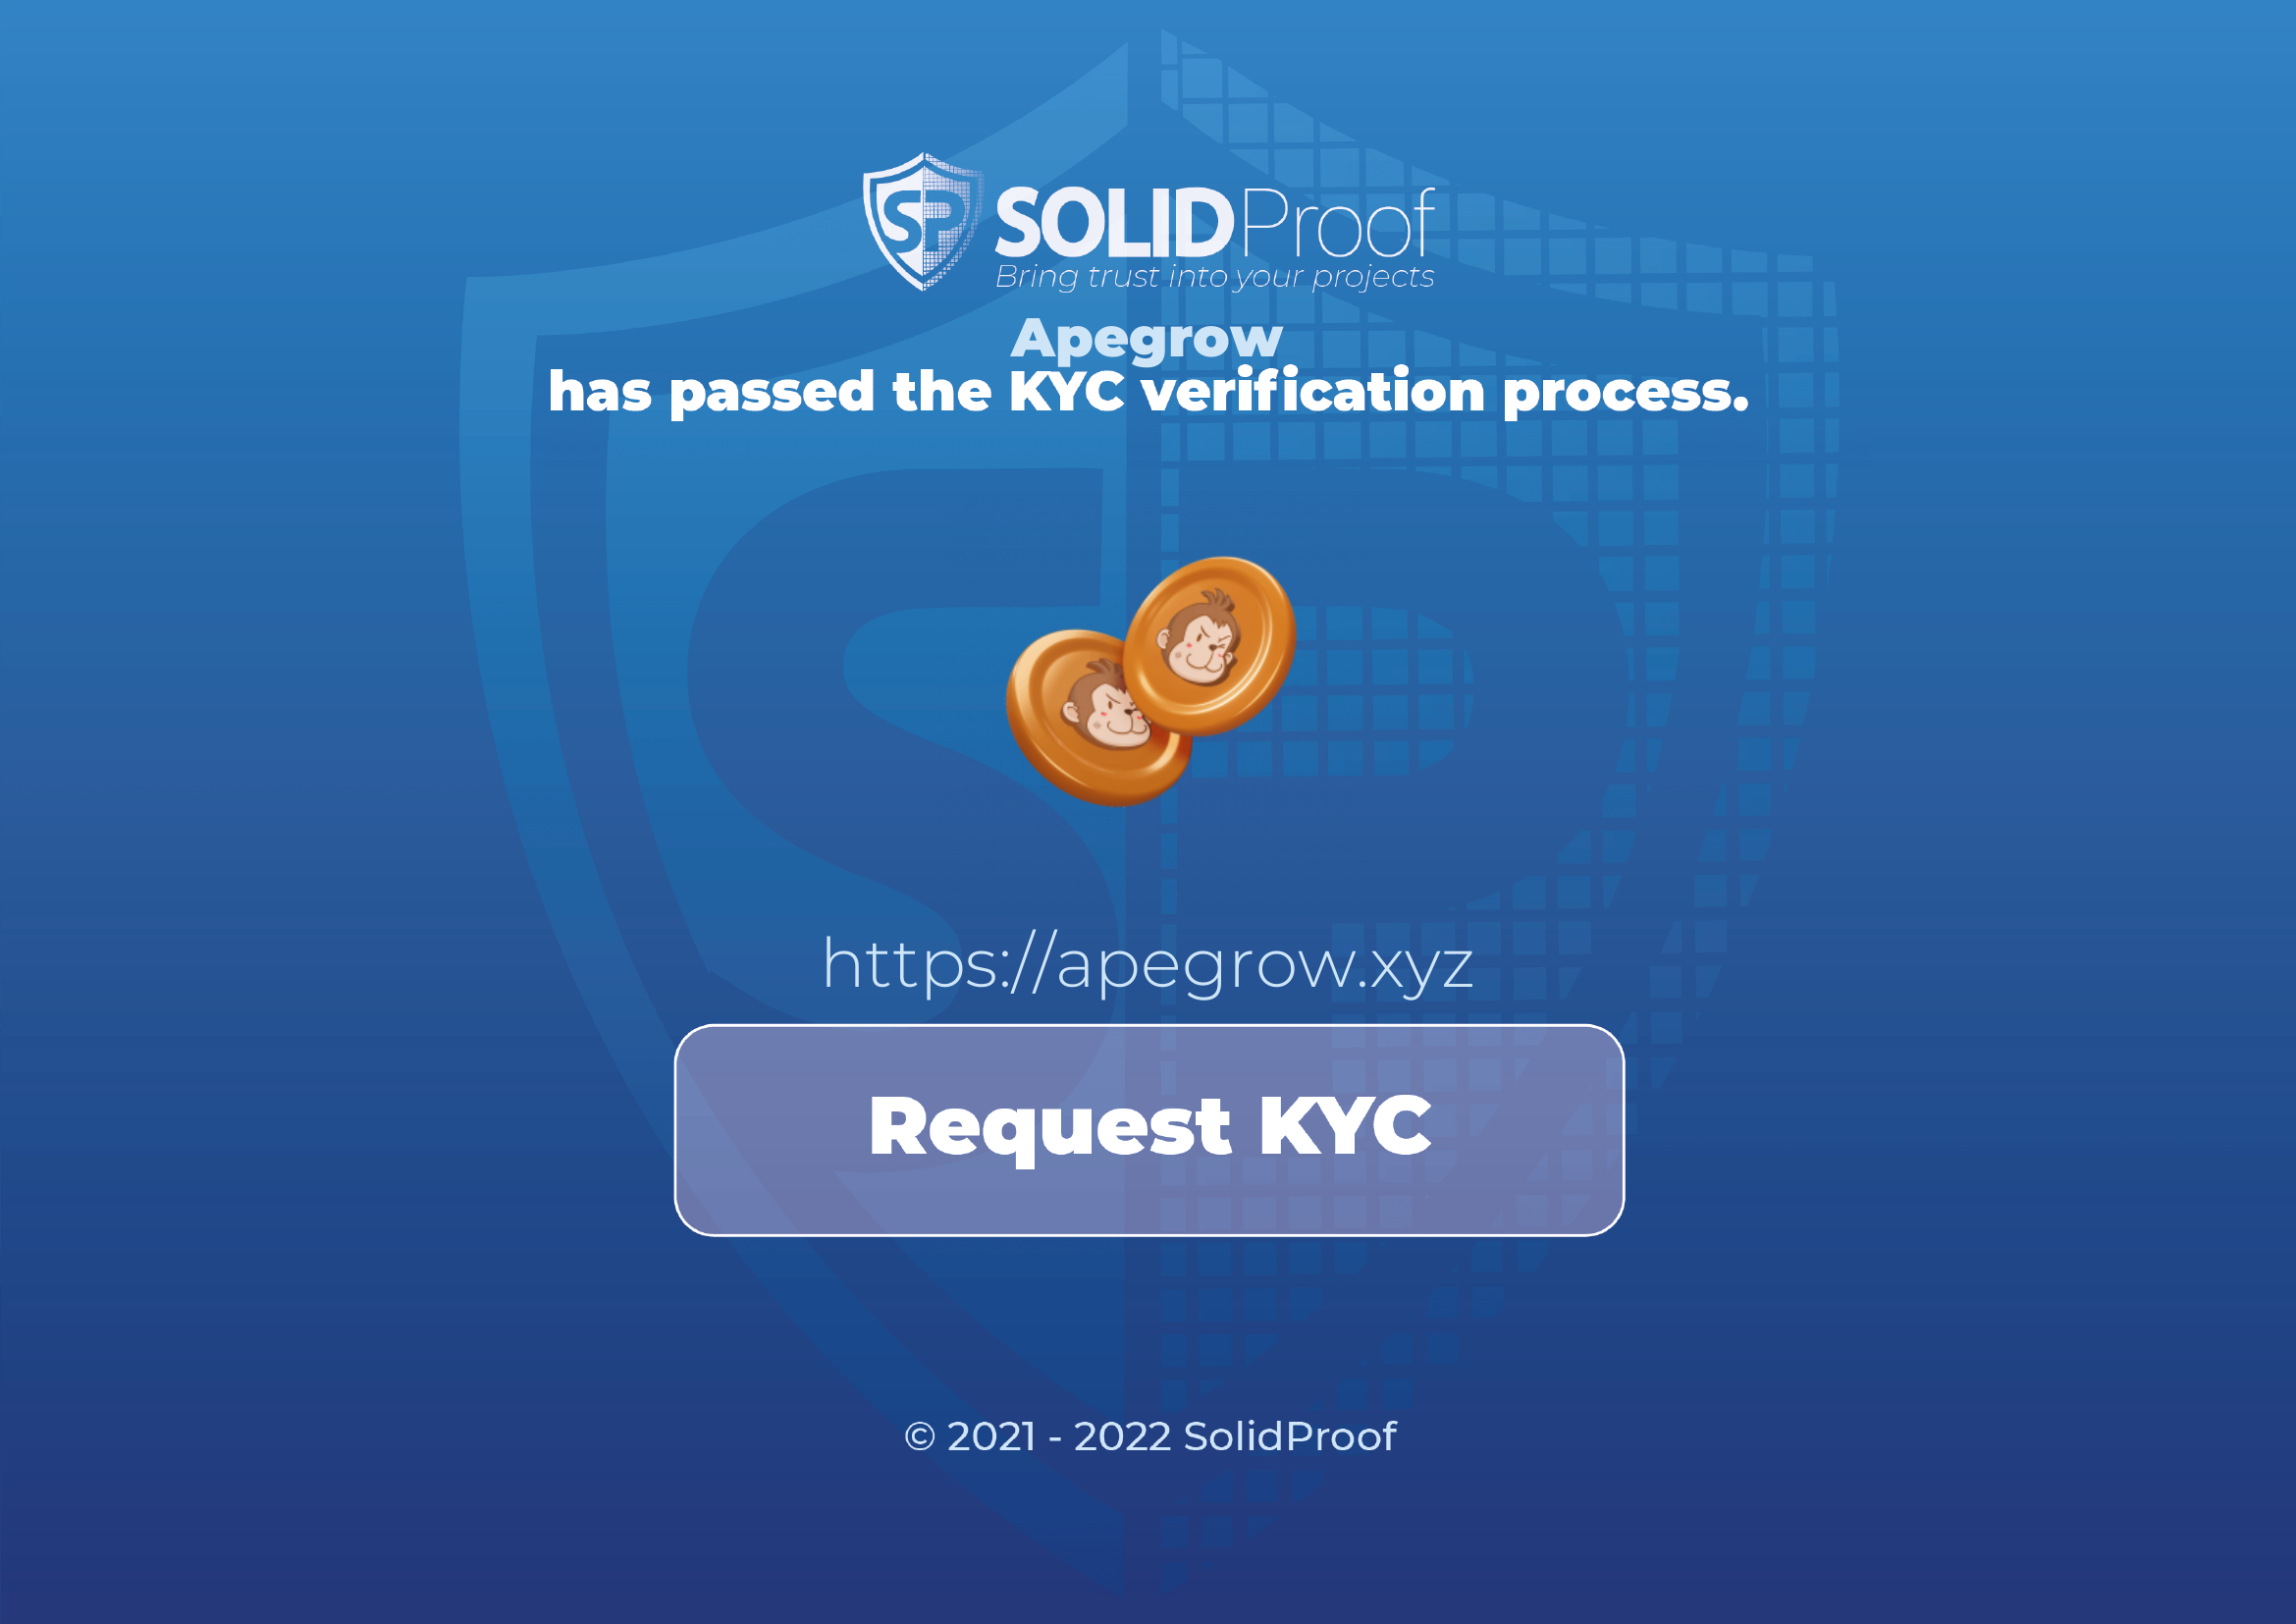 SP SOLIDProof
Bring trust into your projects
Apegrow
has passed the KYC verification process.
https://apegrow.xyz
Request KYC
© 2021 - 2022 SolidProof